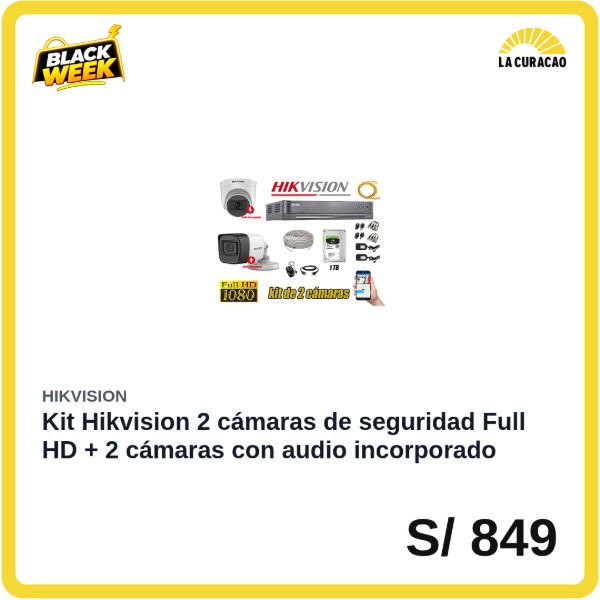 BLACK
WEEK
LA CURACAO
HIKVISION
1TB
Full HD
1080
kit de 2 cámaras
HIKVISION
Kit Hikvision 2 cámaras de seguridad Full
HD + 2 cámaras con audio incorporado
S/ 849